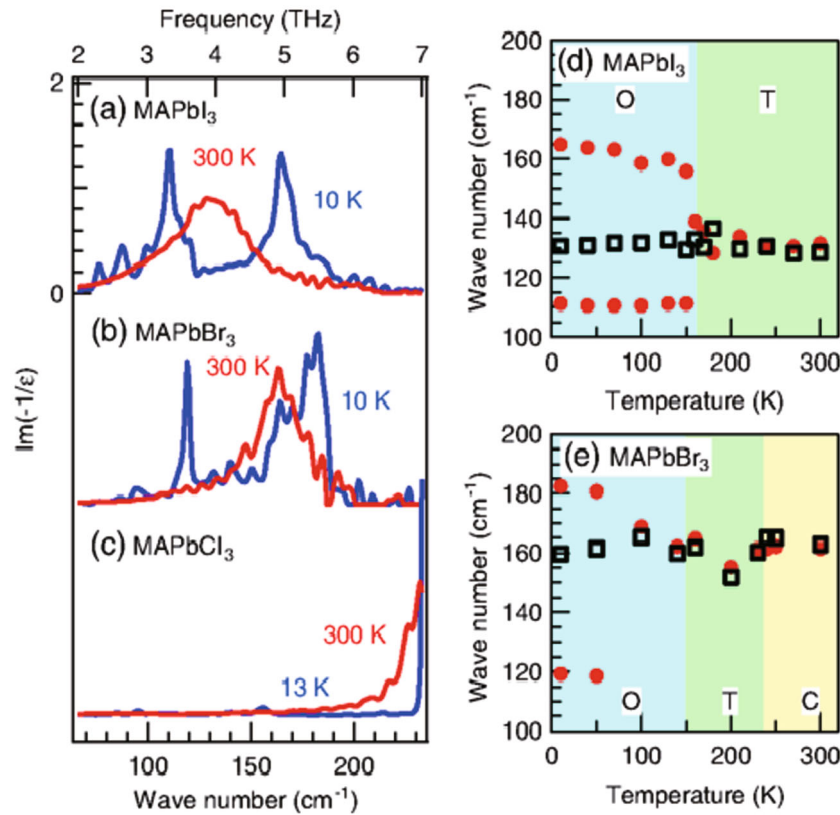 Frequency (THz)
2 3 4 5 6 7
2
(a) MAPbI3
300 K
10 K
0
(b) MAPbBr3
300 K
10 K
Im(-1/ε)
(c) MAPbCl3
300 K
13 K
100 150 200
Wave number (cm⁻¹)
200
(d) MAPbI3
O T
180
160
140
120
100
Wave number (cm⁻¹)
0 100 200 300
Temperature (K)
200
(e) MAPbBr3
180
160
140
120
100
O T C
Wave number (cm⁻¹)
0 100 200 300
Temperature (K)